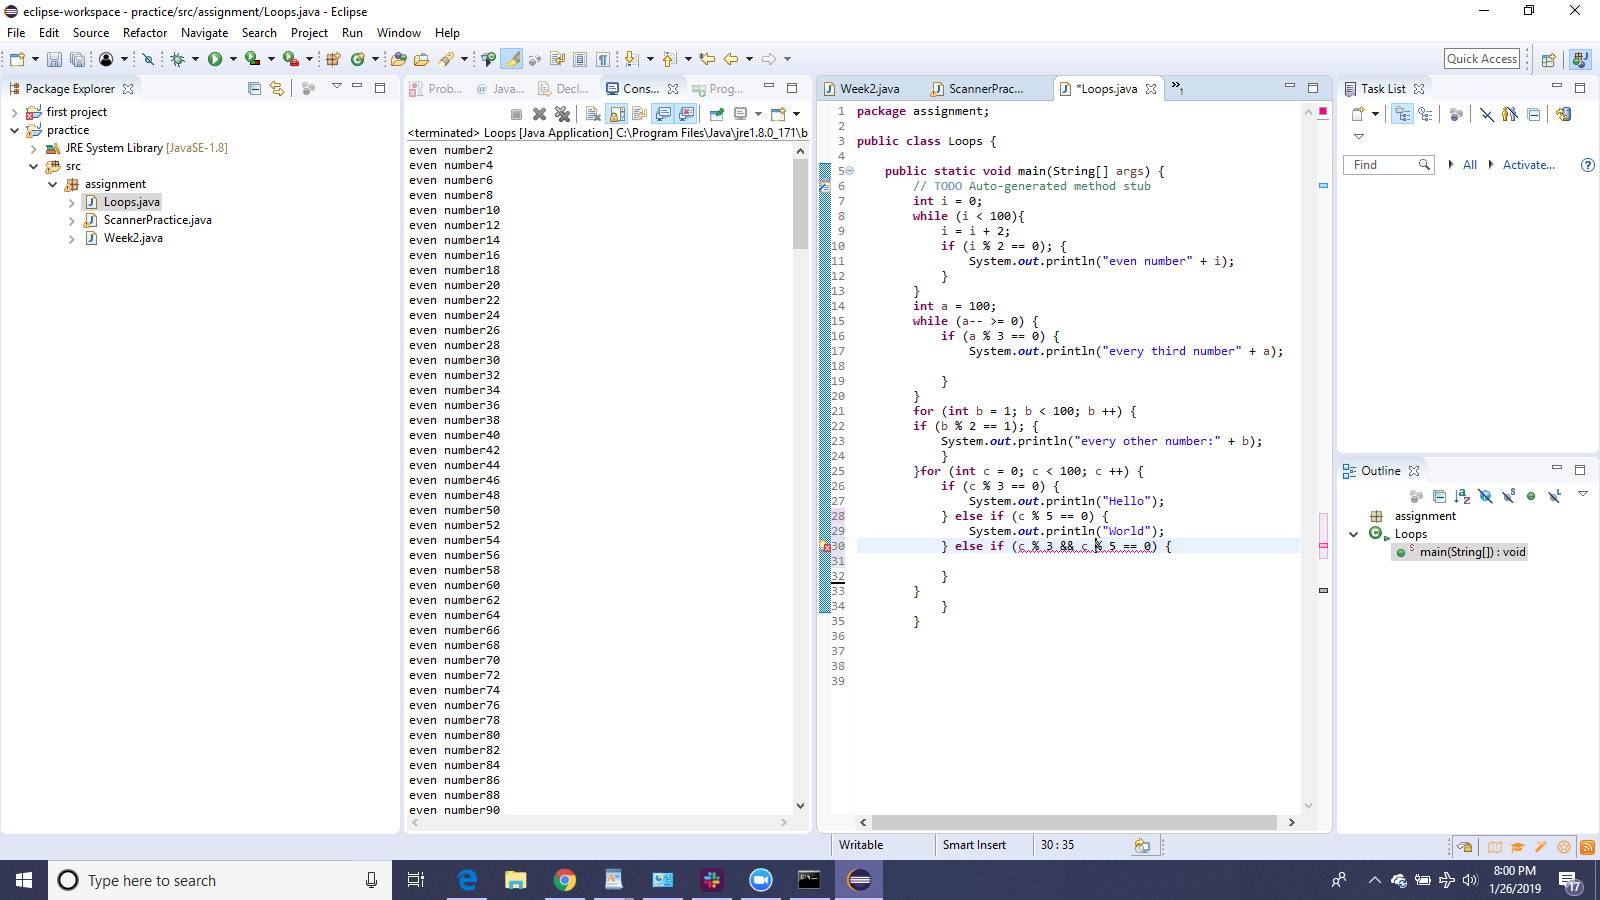 eclipse-workspace - practice/src/assignment/Loops.java - Eclipse
File Edit Source Refactor Navigate Search Project Run Window Help
Quick Access
Package Explorer
first project
practice
JRE System Library [JavaSE-1.8]
src
assignment
Loops.java
ScannerPractice.java
Week2.java
Prob... @ Java... Decl... Cons... Prog...
<terminated> Loops [Java Application] C:\Program Files\Java\jre1.8.0_171\b
even number2
even number4
even number6
even number8
even number10
even number12
even number14
even number16
even number18
even number20
even number22
even number24
even number26
even number28
even number30
even number32
even number34
even number36
even number38
even number40
even number42
even number44
even number46
even number48
even number50
even number52
even number54
even number56
even number58
even number60
even number62
even number64
even number66
even number68
even number70
even number72
even number74
even number76
even number78
even number80
even number82
even number84
even number86
even number88
even number90
Week2.java ScannerPrac... *Loops.java »1
1 package assignment;
2
3 public class Loops {
4
5 public static void main(String[] args) {
6 // TODO Auto-generated method stub
7 int i = 0;
8 while (i < 100){
9 i = i + 2;
10 if (i % 2 == 0); {
11 System.out.println("even number" + i);
12 }
13 }
14 int a = 100;
15 while (a-- >= 0) {
16 if (a % 3 == 0) {
17 System.out.println("every third number" + a);
18
19 }
20 }
21 for (int b = 1; b < 100; b ++) {
22 if (b % 2 == 1); {
23 System.out.println("every other number:" + b);
24 }
25 }for (int c = 0; c < 100; c ++) {
26 if (c % 3 == 0) {
27 System.out.println("Hello");
28 } else if (c % 5 == 0) {
29 System.out.println("World");
30 } else if (c % 3 && c % 5 == 0) {
31
32 }
33 }
34 }
35 }
36
37
38
39
Task List
Find All Activate...
Outline
assignment
Loops
main(String[]) : void
Writable Smart Insert 30 : 35
Type here to search
8:00 PM
1/26/2019
17